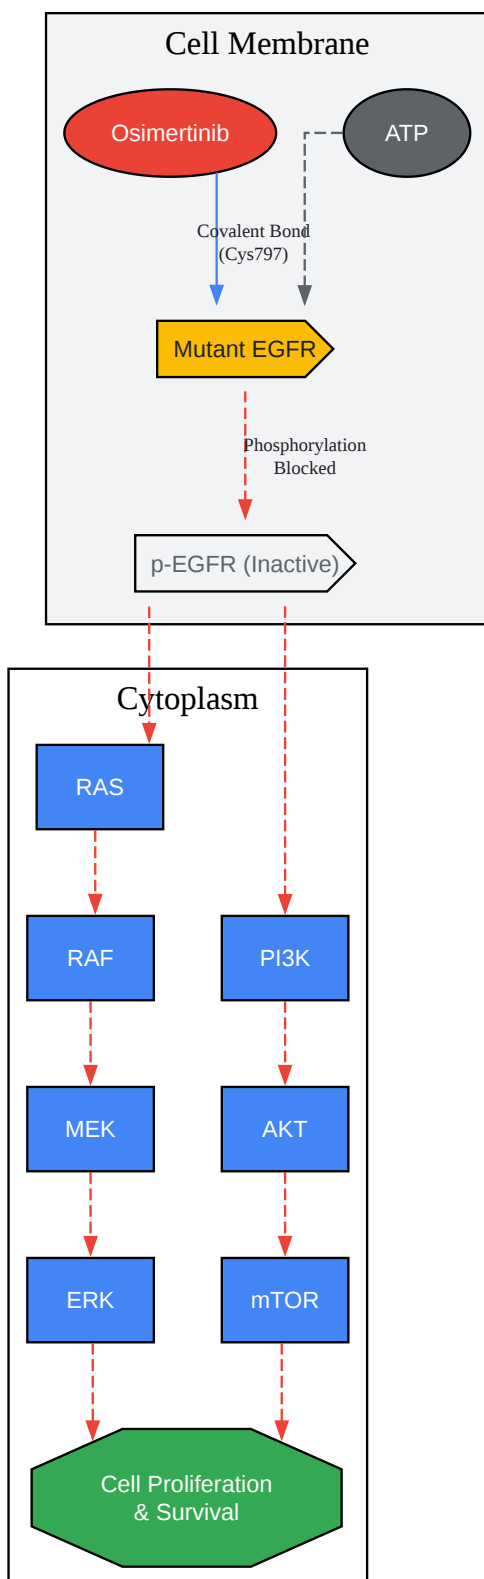 Cell Membrane
Osimertinib
ATP
Covalent Bond
(Cys797)
Mutant EGFR
Phosphorylation
Blocked
p-EGFR (Inactive)
Cytoplasm
RAS
RAF
PI3K
MEK
AKT
ERK
mTOR
Cell Proliferation
& Survival